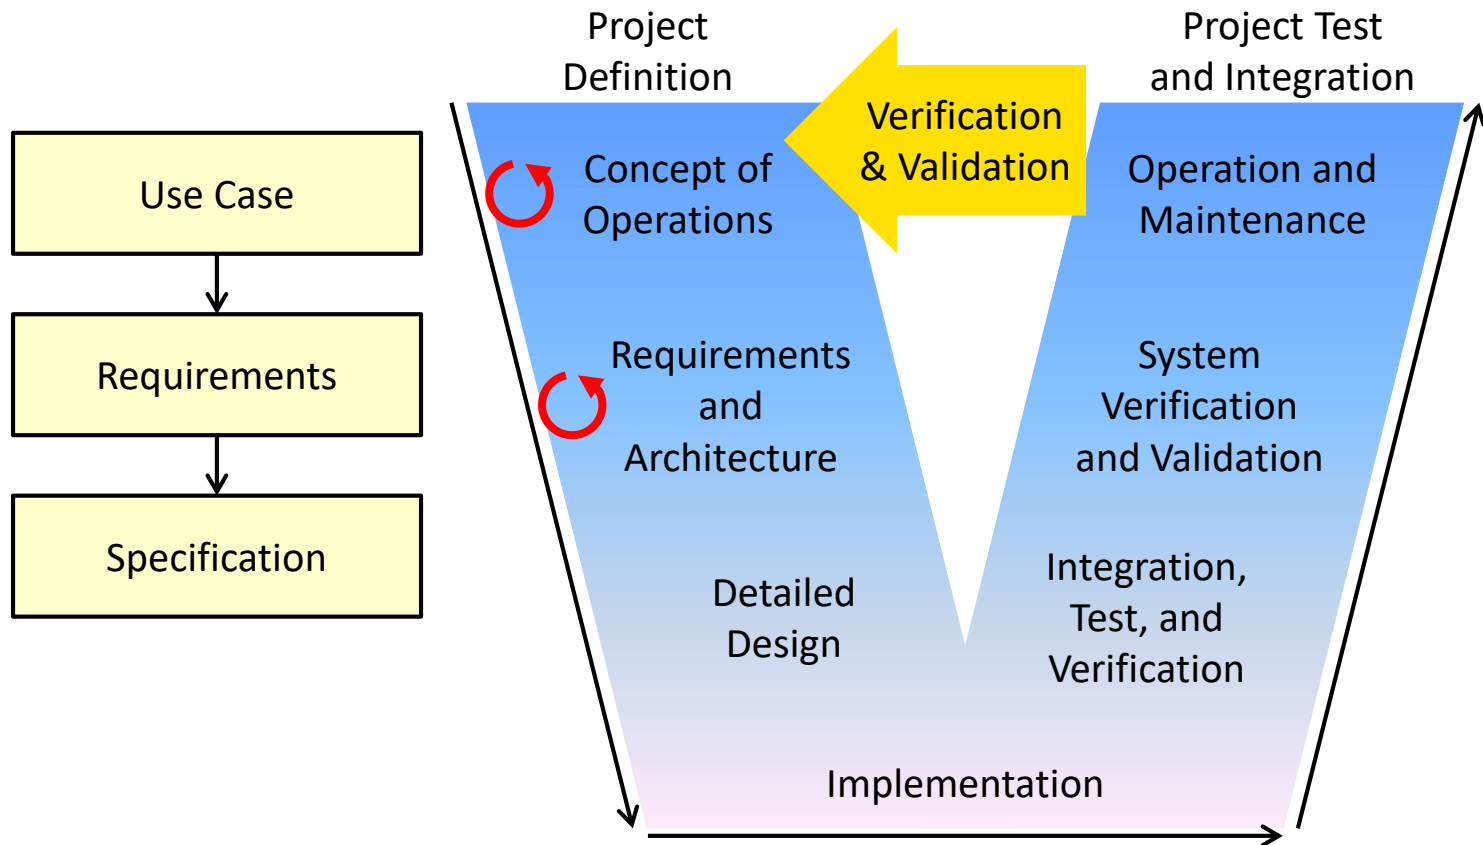 Project
Definition
Project Test
and Integration
Use Case
Requirements
Specification
Verification
& Validation
Concept of
Operations
Operation and
Maintenance
Requirements
and
Architecture
System
Verification
and Validation
Detailed
Design
Integration,
Test, and
Verification
Implementation